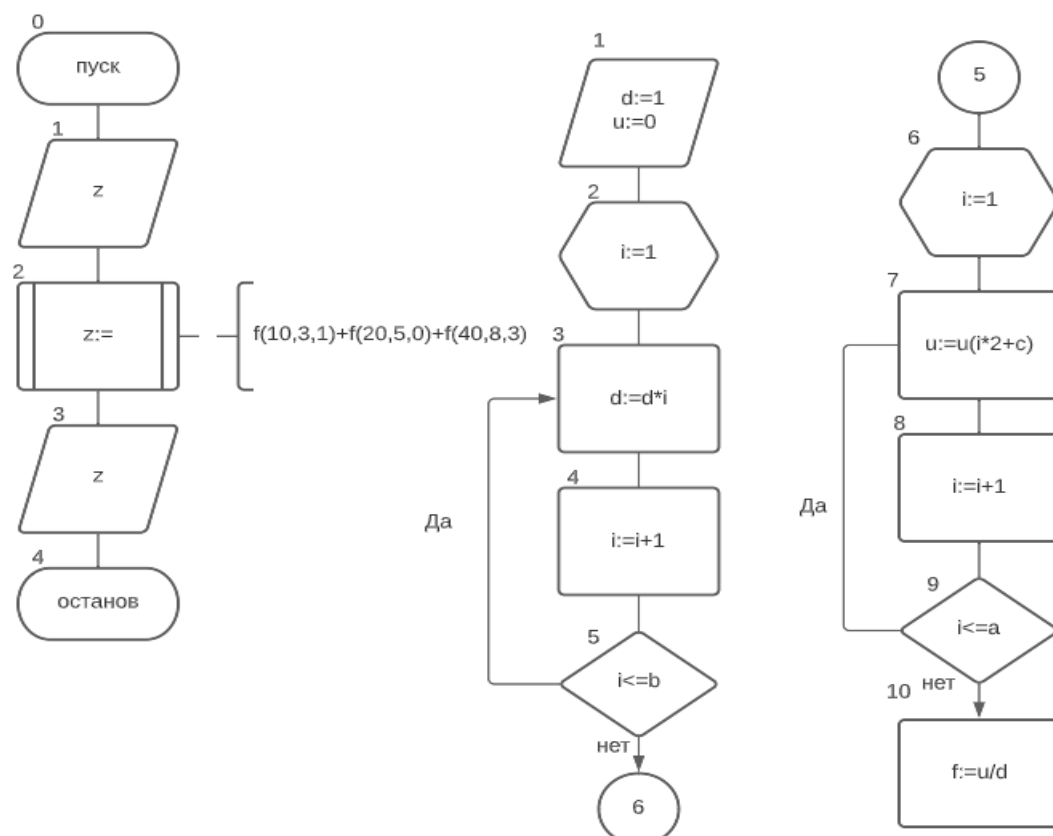 0
пуск
1
z
2
z:=
f(10,3,1)+f(20,5,0)+f(40,8,3)
3
z
4
останов
1
d:=1
u:=0
2
i:=1
3
d:=d*i
4
i:=i+1
Да
5
i<=b
нет
6
5
6
i:=1
7
u:=u(i*2+c)
8
i:=i+1
Да
9
i<=a
нет
10
f:=u/d